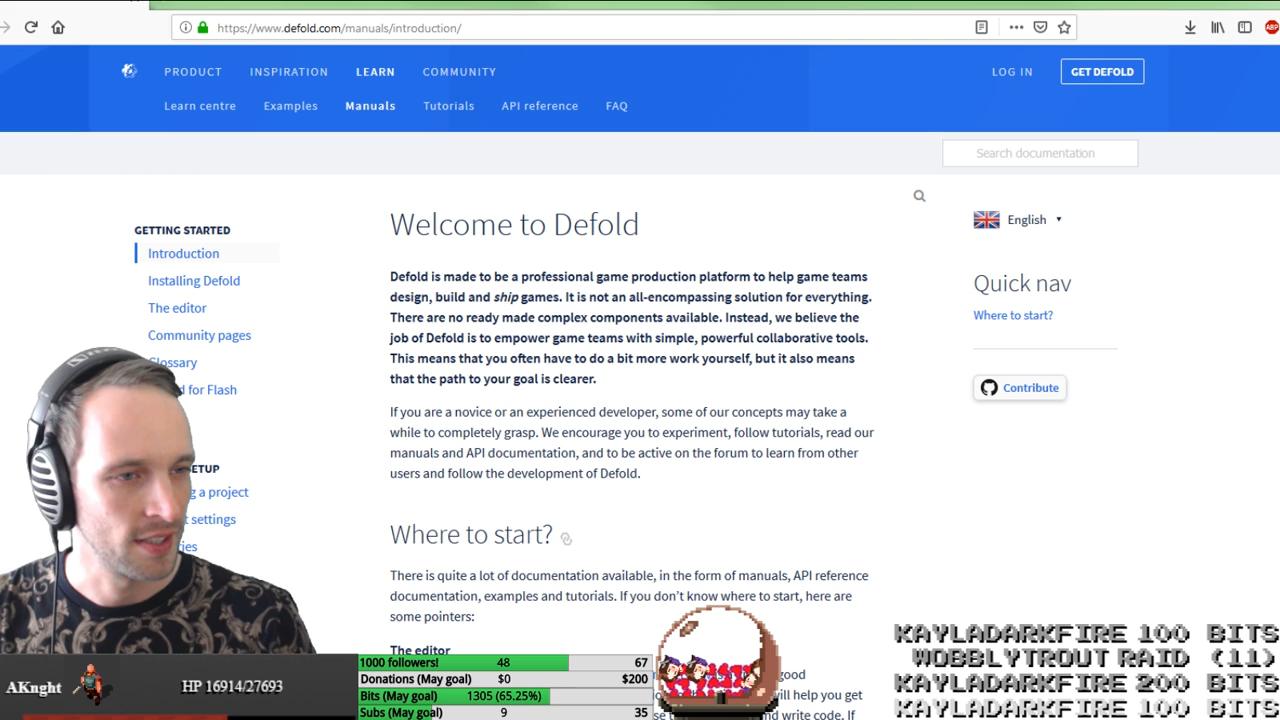 https://www.defold.com/manuals/introduction/
ABP
PRODUCT INSPIRATION LEARN COMMUNITY
LOG IN GET DEFOLD
Learn centre Examples Manuals Tutorials API reference FAQ
Search documentation
GETTING STARTED
Introduction
Installing Defold
The editor
Community pages
Glossary
d for Flash
ETUP
g a project
t settings
ries
Welcome to Defold
Defold is made to be a professional game production platform to help game teams
design, build and ship games. It is not an all-encompassing solution for everything.
There are no ready made complex components available. Instead, we believe the
job of Defold is to empower game teams with simple, powerful collaborative tools.
This means that you often have to do a bit more work yourself, but it also means
that the path to your goal is clearer.
If you are a novice or an experienced developer, some of our concepts may take a
while to completely grasp. We encourage you to experiment, follow tutorials, read our
manuals and API documentation, and to be active on the forum to learn from other
users and follow the development of Defold.
Where to start?
There is quite a lot of documentation available, in the form of manuals, API reference
documentation, examples and tutorials. If you don't know where to start, here are
some pointers:
The editor
good
will help you get
and write code. If
English
Quick nav
Where to start?
Contribute
AKnght HP 16914/27693
1000 followers! 48 67
Donations (May goal) $0 $200
Bits (May goal) 1305 (65.25%)
Subs (May goal) 9 35
KAYLADARKFIRE 100 BITS
WOBBLYTROUT RAID (11)
KAYLADARKFIRE 200 BITS
KAYLADARKFIRE 100 BITS